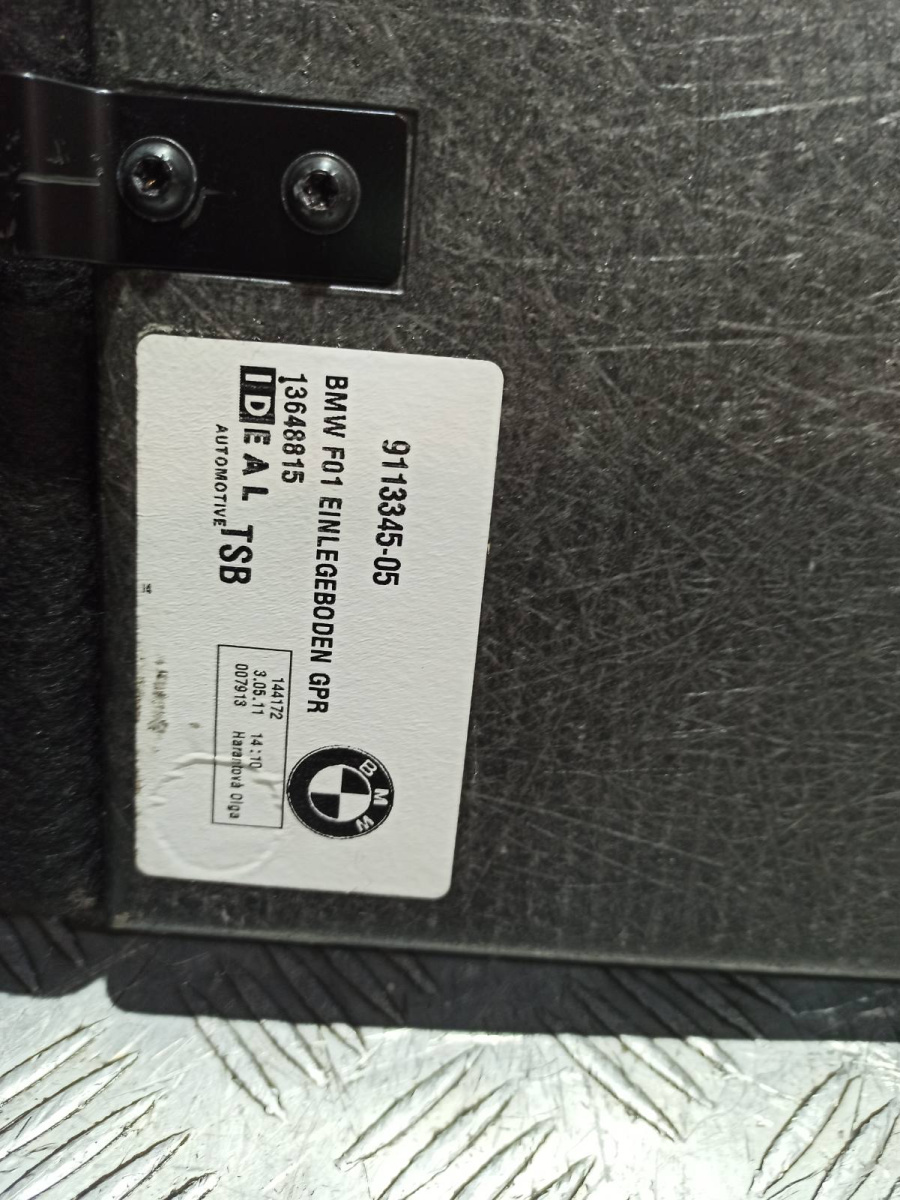 9113345-05
BMW F01 EINLEGEBODEN GPR
13648815
IDEAL TSB
AUTOMOTIVE
144172
3.05.11 14:10
007913 Harantová Olga
BMW